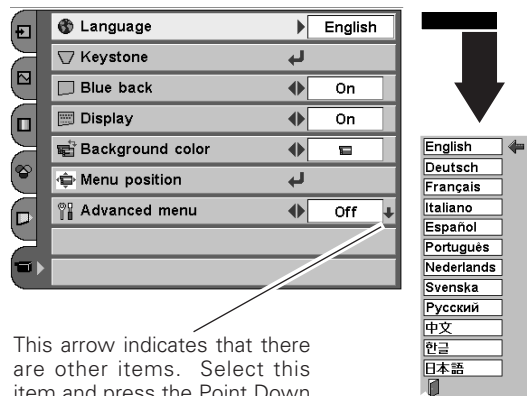 Language English
Keystone
Blue back On
Display On
Background color
Menu position
Advanced menu Off
English
Deutsch
Français
Italiano
Español
Português
Nederlands
Svenska
Русский
中文
한글
日本語
This arrow indicates that there
are other items. Select this
item and press the Point Down